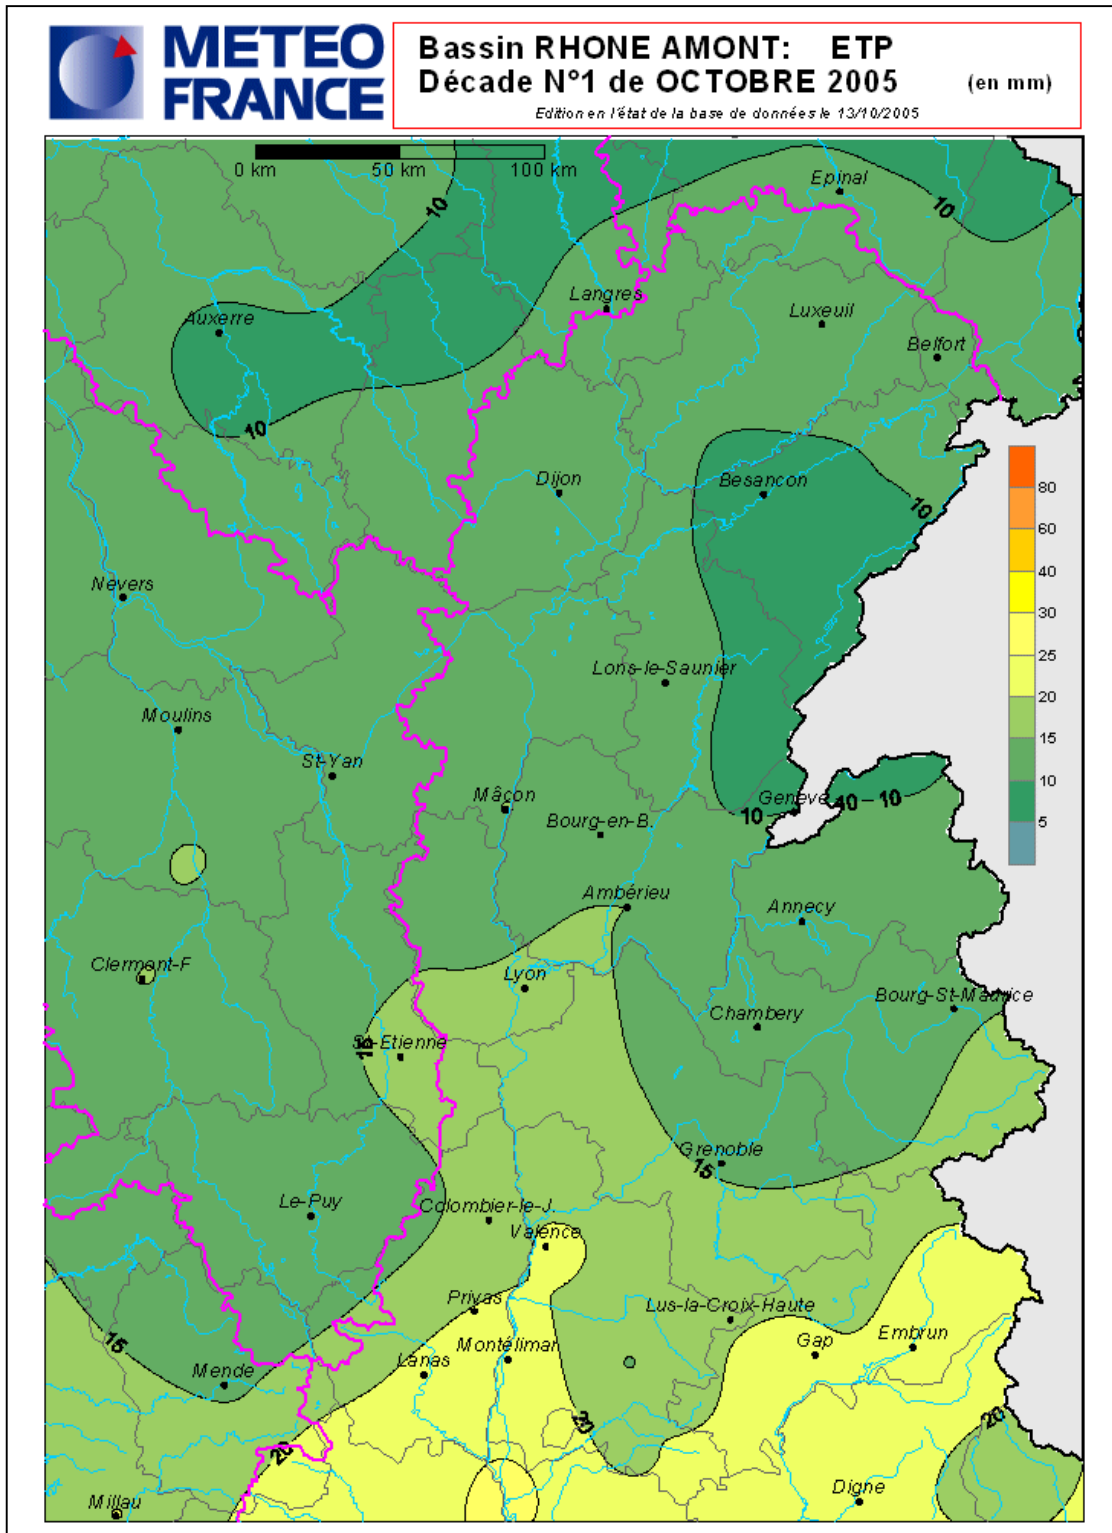 METEO
FRANCE
Bassin RHONE AMONT: ETP
Décade N°1 de OCTOBRE 2005 (en mm)
Edition en l'état de la base de données le 13/10/2005
0 km 50 km 100 km
Epinal
10
10
Langres
Auxerre
Luxeuil
Belfort
10
Dijon
Besancon
10
80
60
40
30
25
20
15
10
5
Nevers
Lons-le-Saunier
Moulins
St-Yan
Mâcon
Genève
10
10
10
Bourg-en-B.
Ambérieu
Annecy
Clermont-F
Lyon
Bourg-St-Maurice
Chambery
St-Etienne
15
Grenoble
15
Le-Puy
Colombier-le-J.
Valence
Privas
Lus-la-Croix-Haute
Montélimar
Gap
Embrun
15
Mende
Lanas
20
20
20
Digne
Millau